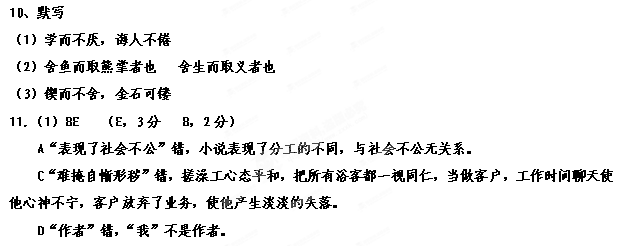 10、默写
（1）学而不厌，诲人不倦
（2）舍鱼而取熊掌者也 舍生而取义者也
（3）锲而不舍，金石可镂
11.（1）BE （E，3分 B，2分）
A“表现了社会不公”错，小说表现了分工的不同，与社会不公无关系。
C“难掩自惭形秽”错，搓澡工心态平和，把所有浴客都一视同仁，当做客户，工作时间聊天使
他心神不宁，客户放弃了业务，使他产生淡淡的失落。
D“作者”错，“我”不是作者。